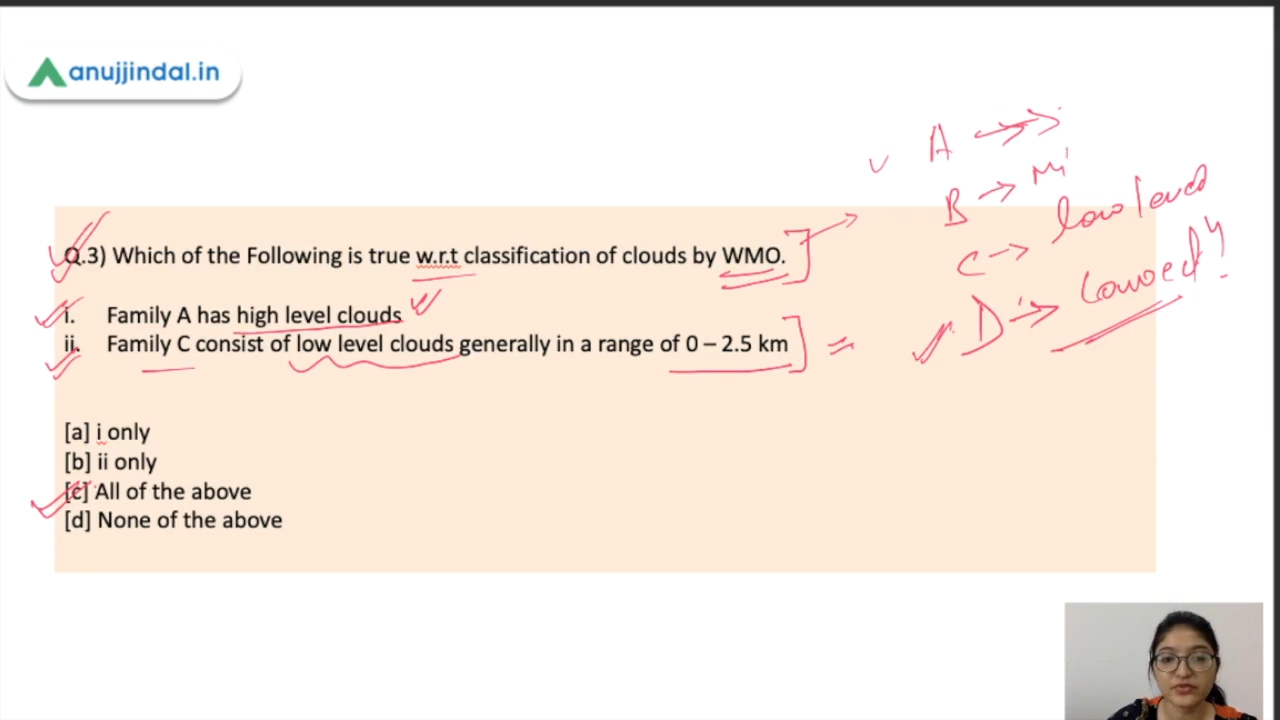 anujjindal.in
A
B → Mi
C → low level
D →
Q.3) Which of the Following is true w.r.t classification of clouds by WMO.
i. Family A has high level clouds
ii. Family C consist of low level clouds generally in a range of 0 – 2.5 km
[a] i only
[b] ii only
[c] All of the above
[d] None of the above